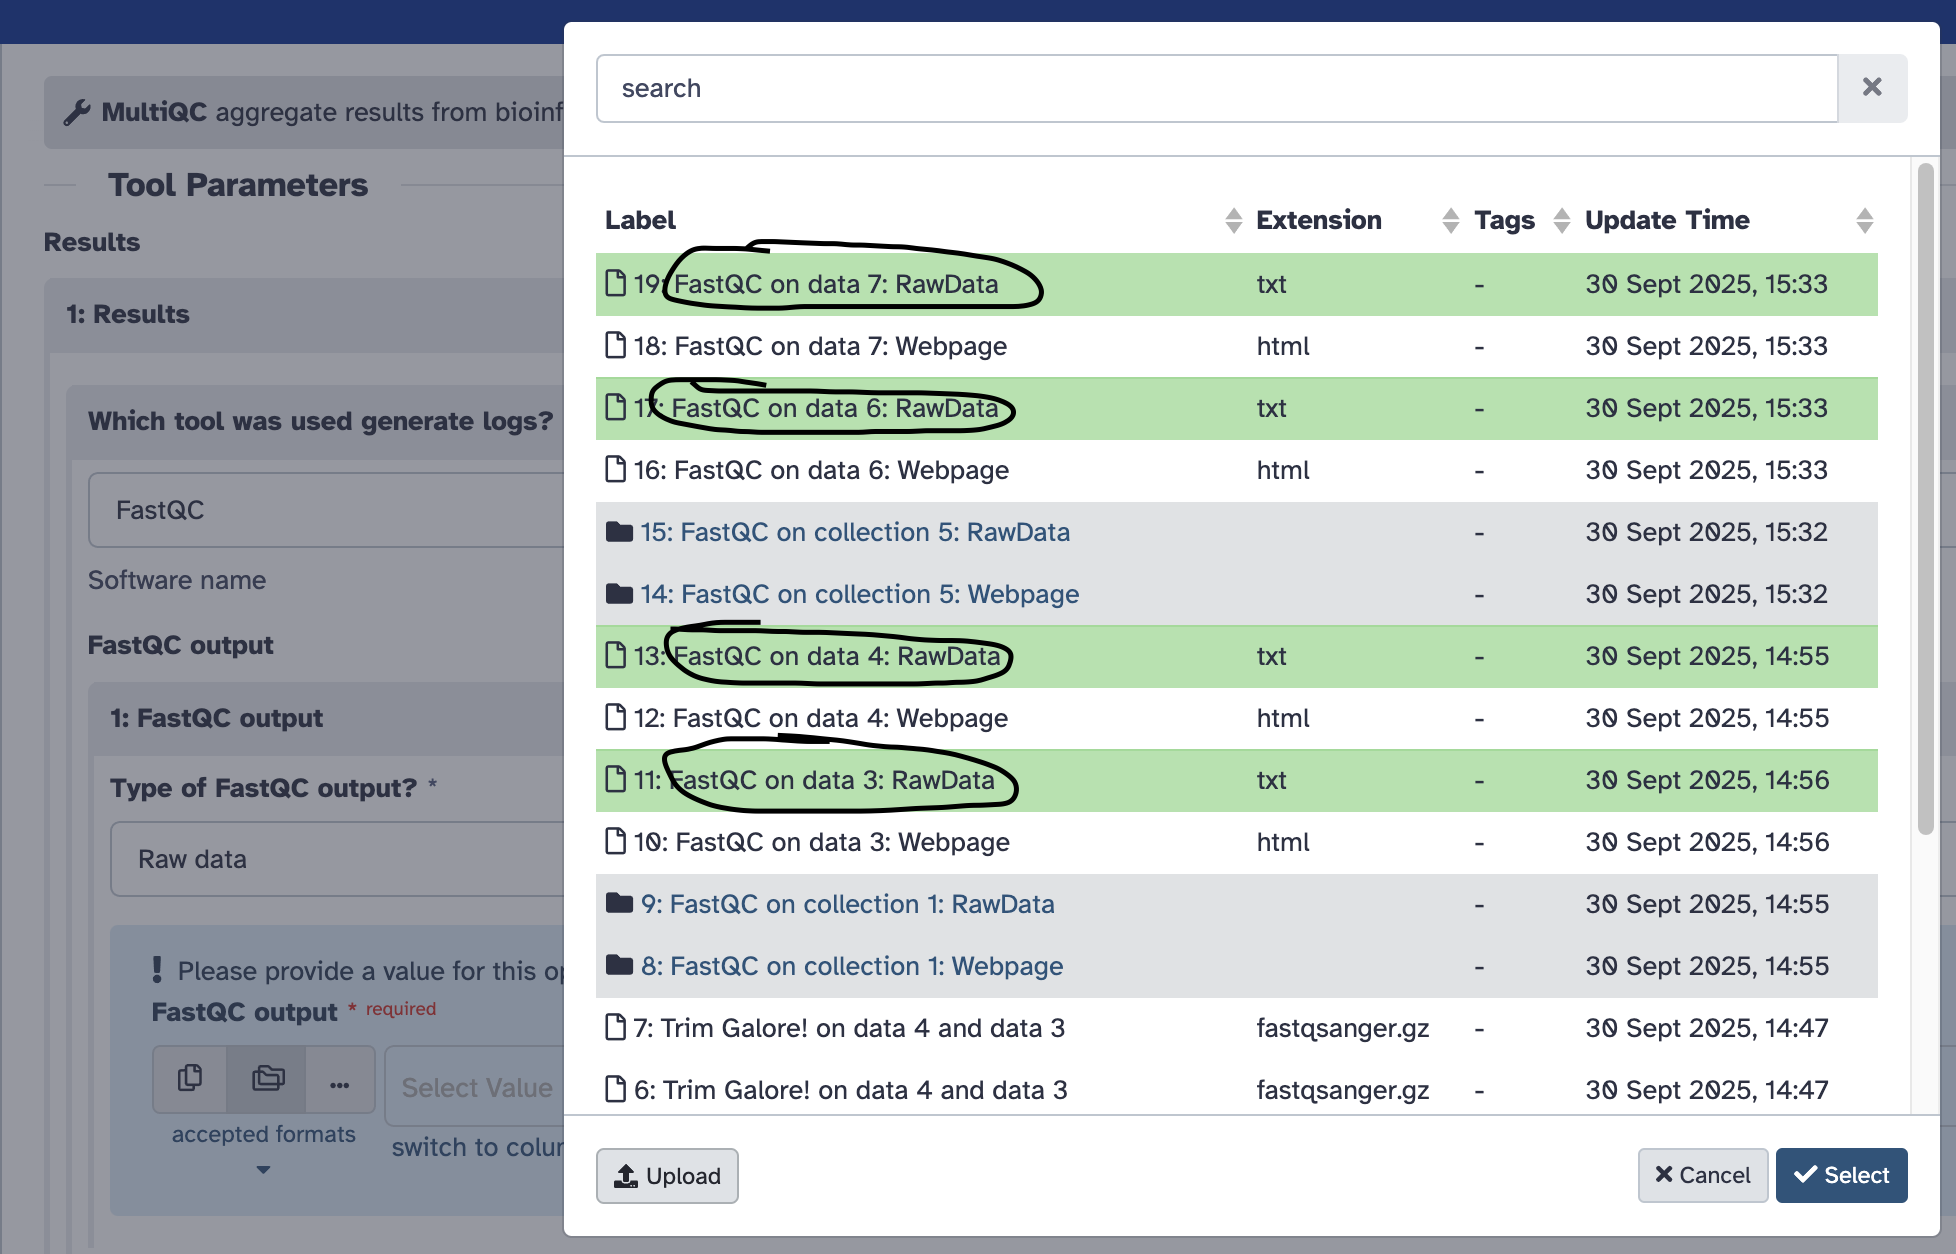 MultiQC aggregate results from bioinf
Tool Parameters
Results
1: Results
Which tool was used generate logs?
FastQC
Software name
FastQC output
1: FastQC output
Type of FastQC output? *
Raw data
Please provide a value for this op
FastQC output * required
...
Select Value
accepted formats
switch to colum
search
Label Extension Tags Update Time
19: FastQC on data 7: RawData txt - 30 Sept 2025, 15:33
18: FastQC on data 7: Webpage html - 30 Sept 2025, 15:33
17: FastQC on data 6: RawData txt - 30 Sept 2025, 15:33
16: FastQC on data 6: Webpage html - 30 Sept 2025, 15:33
15: FastQC on collection 5: RawData - 30 Sept 2025, 15:32
14: FastQC on collection 5: Webpage - 30 Sept 2025, 15:32
13: FastQC on data 4: RawData txt - 30 Sept 2025, 14:55
12: FastQC on data 4: Webpage html - 30 Sept 2025, 14:55
11: FastQC on data 3: RawData txt - 30 Sept 2025, 14:56
10: FastQC on data 3: Webpage html - 30 Sept 2025, 14:56
9: FastQC on collection 1: RawData - 30 Sept 2025, 14:55
8: FastQC on collection 1: Webpage - 30 Sept 2025, 14:55
7: Trim Galore! on data 4 and data 3 fastqsanger.gz - 30 Sept 2025, 14:47
6: Trim Galore! on data 4 and data 3 fastqsanger.gz - 30 Sept 2025, 14:47
Upload
Cancel
Select